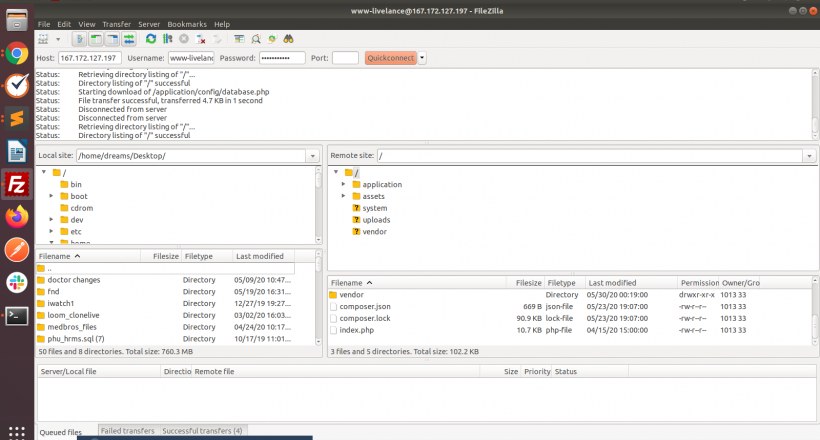 www-livelance@167.172.127.197 - FileZilla
File Edit View Transfer Server Bookmarks Help
Host: 167.172.127.197 Username: www-livelanc Password: ••••••••••• Port: Quickconnect
Status: Retrieving directory listing of "/"...
Status: Directory listing of "/" successful
Status: Starting download of /application/config/database.php
Status: File transfer successful, transferred 4.7 KB in 1 second
Status: Disconnected from server
Status: Disconnected from server
Status: Retrieving directory listing of "/"...
Status: Directory listing of "/" successful
Local site: /home/dreams/Desktop/
/
bin
boot
cdrom
dev
etc
home
Filename Filesize Filetype Last modified
..
doctor changes Directory 05/09/20 10:47...
fnd Directory 05/19/20 16:31...
iwatch1 Directory 12/27/19 19:27...
loom_clonelive Directory 03/02/20 16:03...
medbros_files Directory 04/24/20 10:17...
phu_hrms.sql (7) Directory 10/17/19 11:01...
50 files and 8 directories. Total size: 760.3 MB
Remote site: /
/
application
assets
system
uploads
vendor
Filename Filesize Filetype Last modified Permission Owner/Gro
vendor Directory 05/30/20 00:19:00 drwxr-xr-x 1013 33
composer.json 669 B json-file 05/23/20 19:07:00 -rw-r--r-- 1013 33
composer.lock 90.9 KB lock-file 05/23/20 19:07:00 -rw-r--r-- 1013 33
index.php 10.7 KB php-file 04/15/20 15:00:00 -rw-r--r-- 1013 33
3 files and 5 directories. Total size: 102.2 KB
Server/Local file Directio Remote file Size Priority Status
Queued files Failed transfers Successful transfers (4)